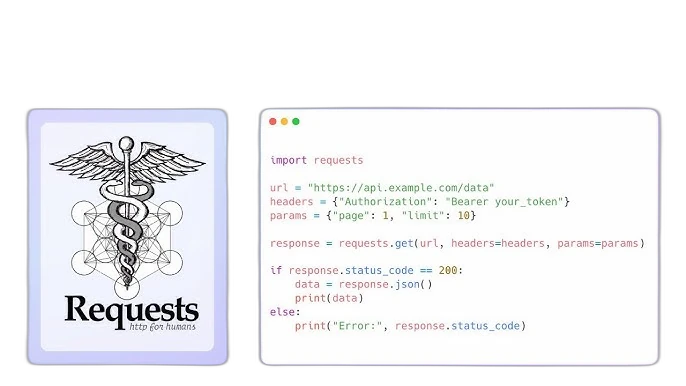 Requests
http for humans
import requests
url = "https://api.example.com/data"
headers = {"Authorization": "Bearer your_token"}
params = {"page": 1, "limit": 10}
response = requests.get(url, headers=headers, params=params)
if response.status_code == 200:
    data = response.json()
    print(data)
else:
    print("Error:", response.status_code)